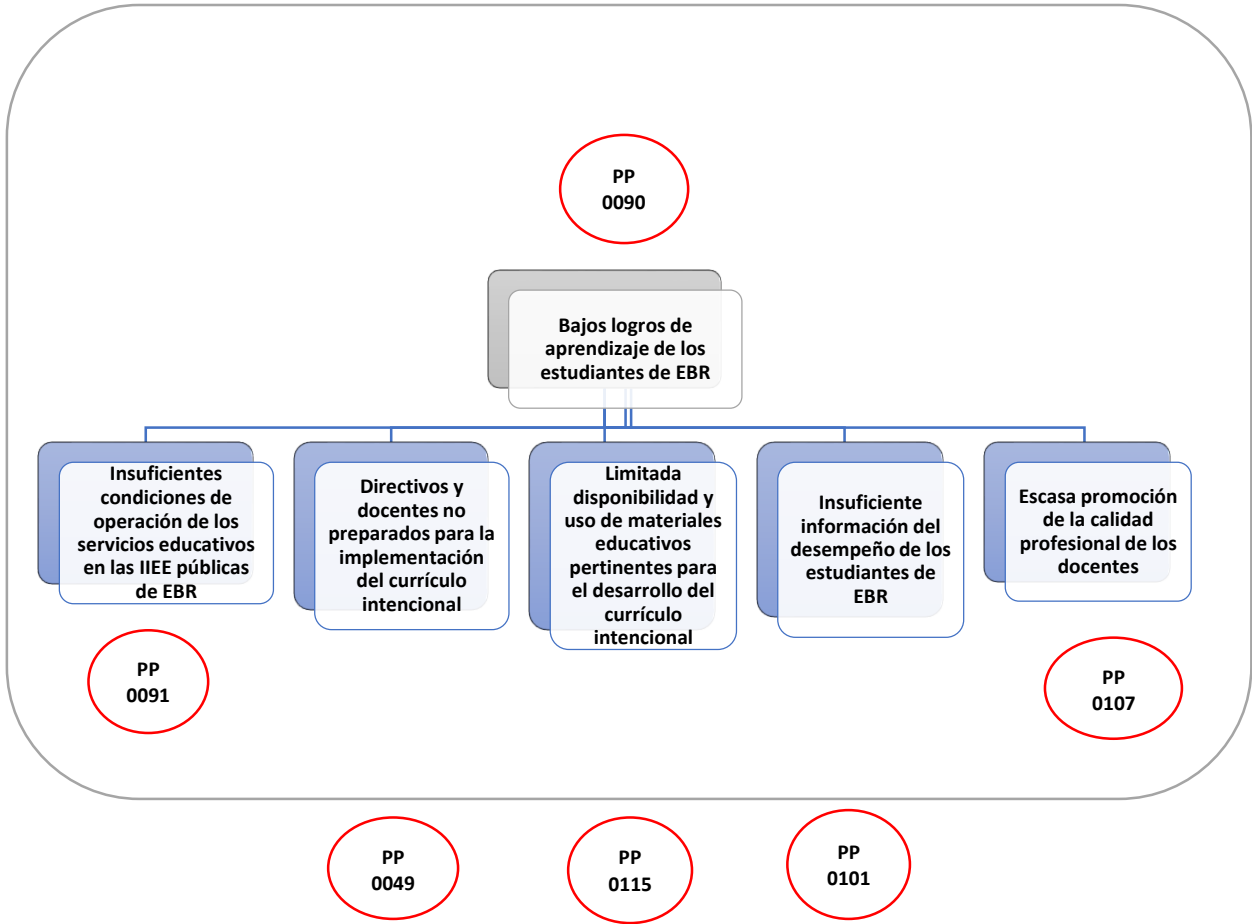 PP
0090
Bajos logros de
aprendizaje de los
estudiantes de EBR
Insuficientes
condiciones de
operación de los
servicios educativos
en las IIEE públicas
de EBR
Directivos y
docentes no
preparados para la
implementación
del currículo
intencional
Limitada
disponibilidad y
uso de materiales
educativos
pertinentes para
el desarrollo del
currículo
intencional
Insuficiente
información del
desempeño de los
estudiantes de
EBR
Escasa promoción
de la calidad
profesional de los
docentes
PP
0091
PP
0107
PP
0049
PP
0115
PP
0101